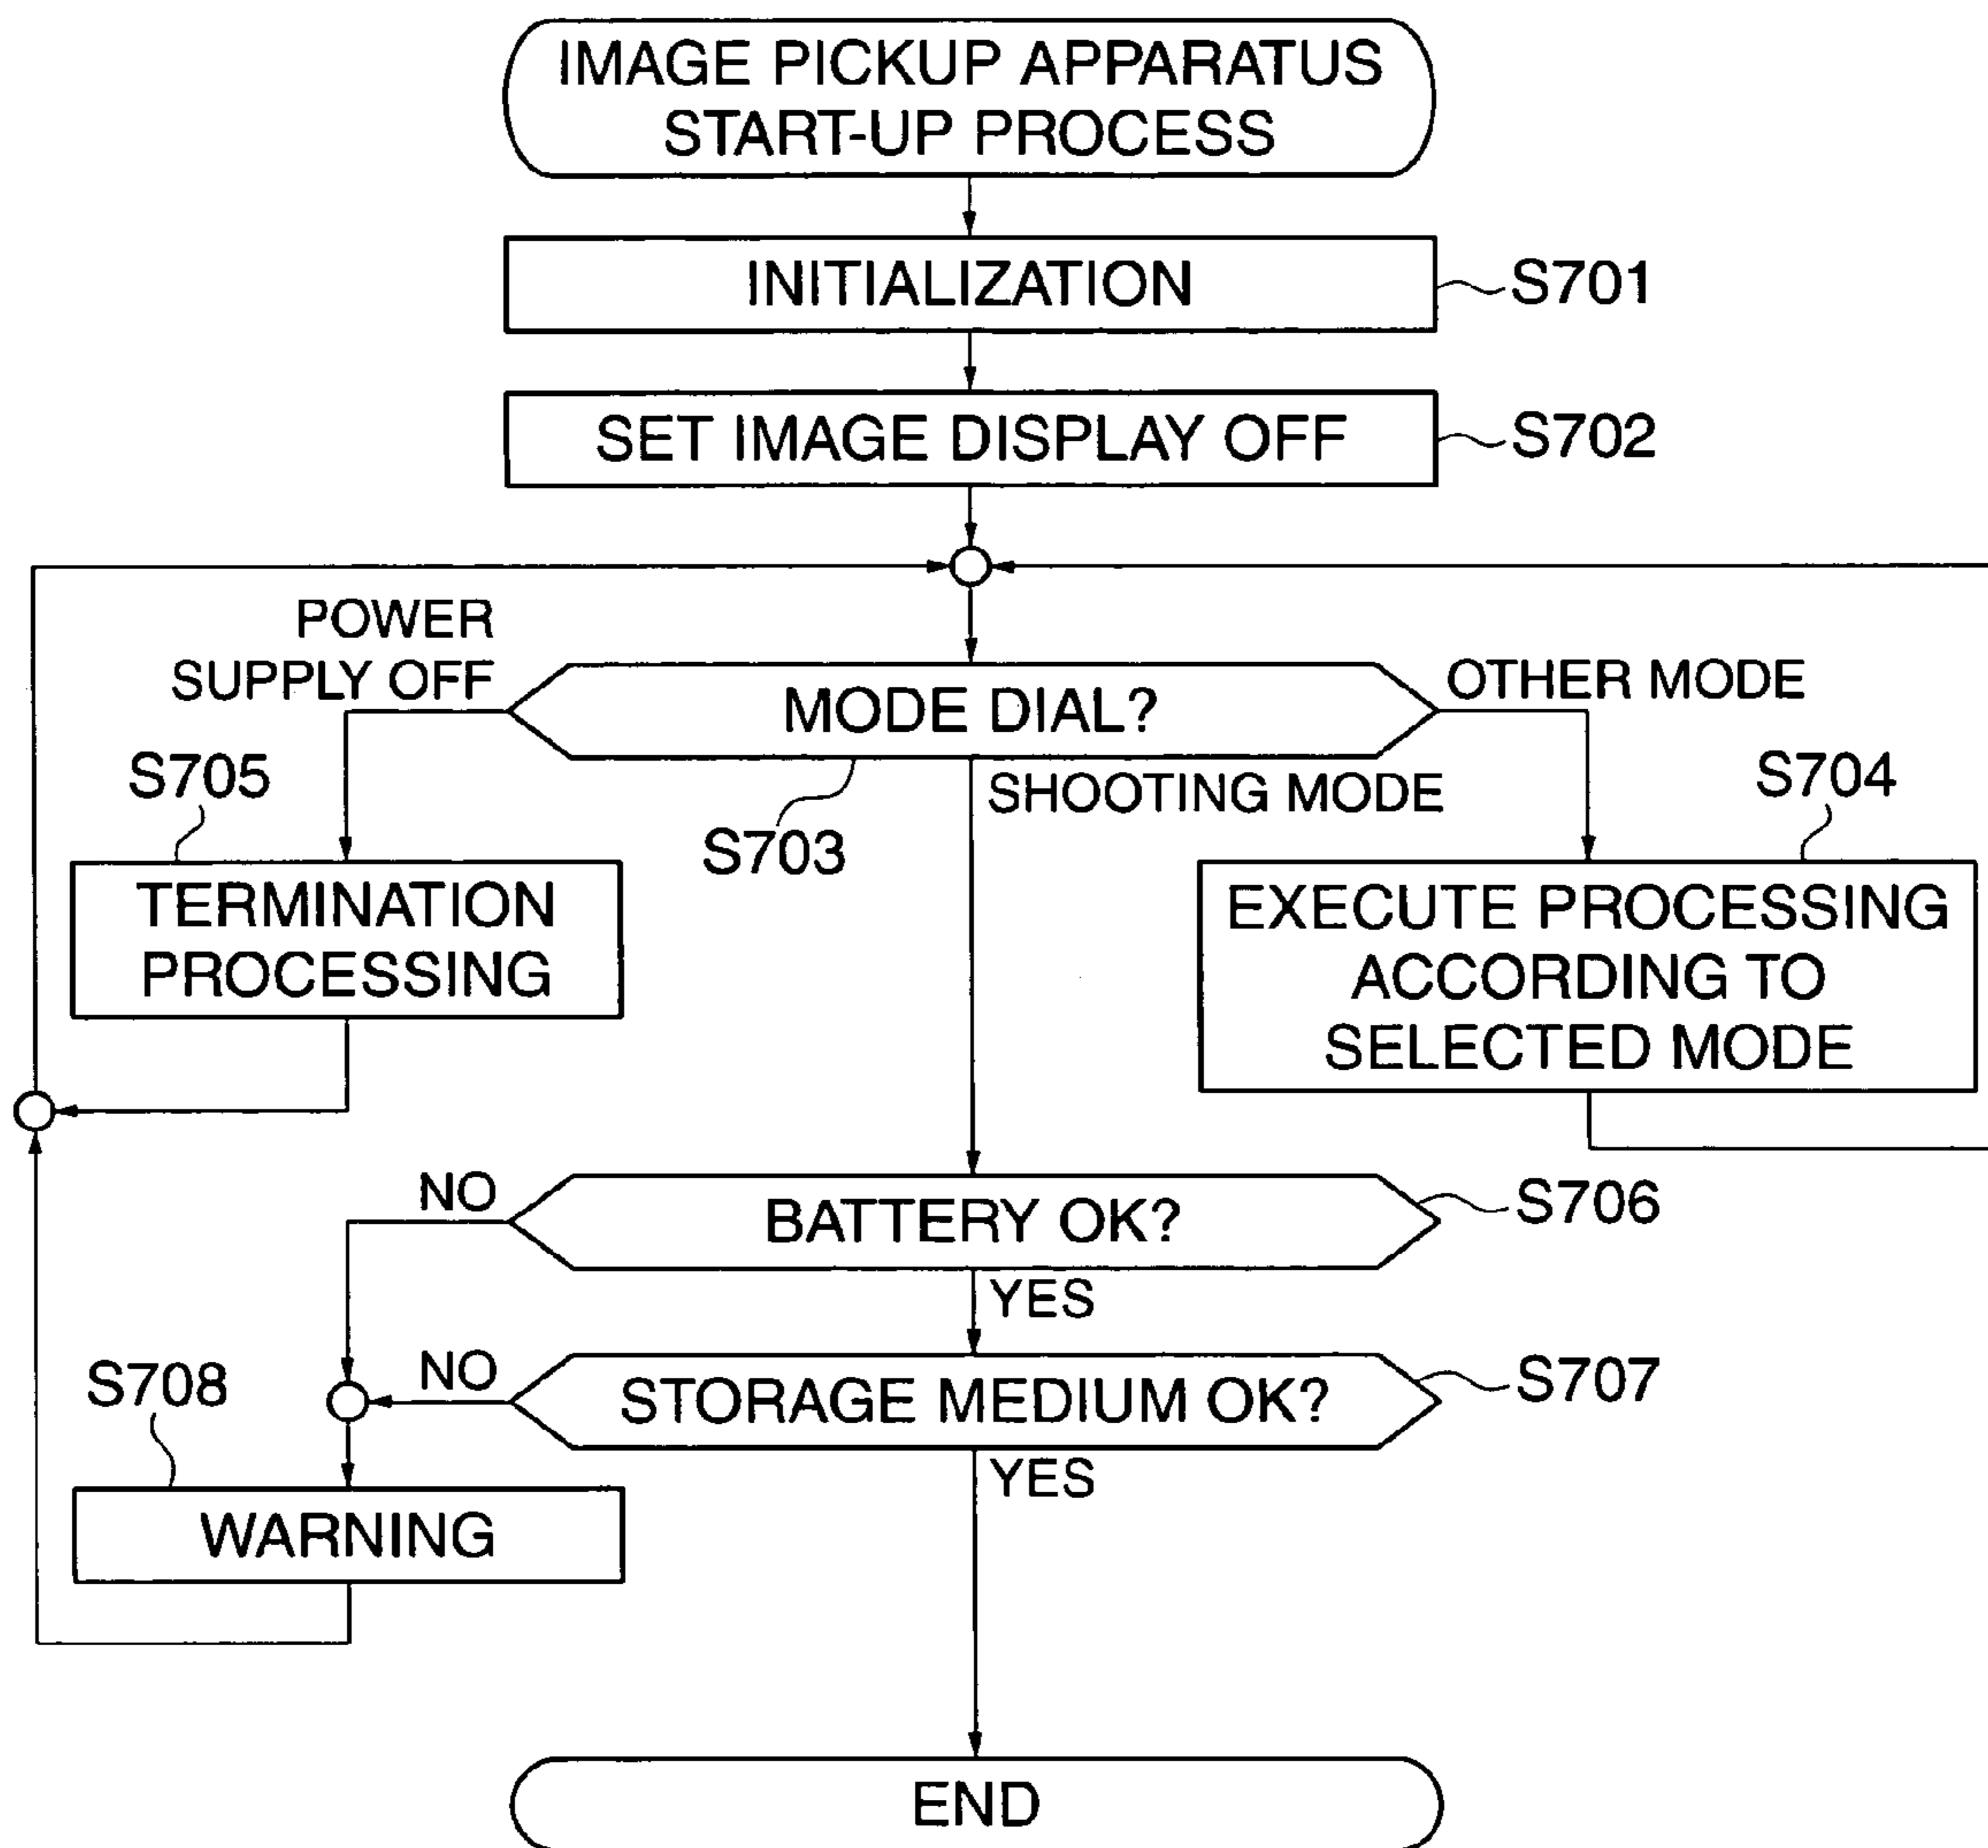 IMAGE PICKUP APPARATUS
START-UP PROCESS
INITIALIZATION
S701
SET IMAGE DISPLAY OFF
S702
POWER
SUPPLY OFF
MODE DIAL?
OTHER MODE
S705
SHOOTING MODE
S704
S703
TERMINATION
PROCESSING
EXECUTE PROCESSING
ACCORDING TO
SELECTED MODE
NO
BATTERY OK?
S706
YES
S708
NO
STORAGE MEDIUM OK?
S707
YES
WARNING
END